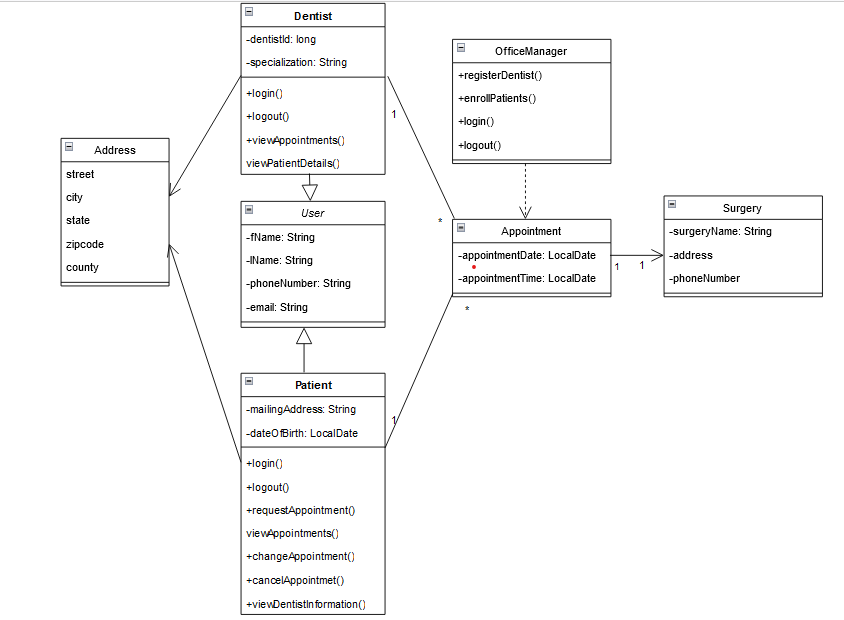 Dentist
-dentistId: long
-specialization: String
+login()
+logout()
+viewAppointments()
viewPatientDetails()
1
*
OfficeManager
+registerDentist()
+enrollPatients()
+login()
+logout()
Address
street
city
state
zipcode
county
User
-fName: String
-lName: String
-phoneNumber: String
-email: String
Appointment
-appointmentDate: LocalDate
-appointmentTime: LocalDate
1
1
*
1
Surgery
-surgeryName: String
-address
-phoneNumber
Patient
-mailingAddress: String
-dateOfBirth: LocalDate
+login()
+logout()
+requestAppointment()
viewAppointments()
+changeAppointment()
+cancelAppointmet()
+viewDentistInformation()